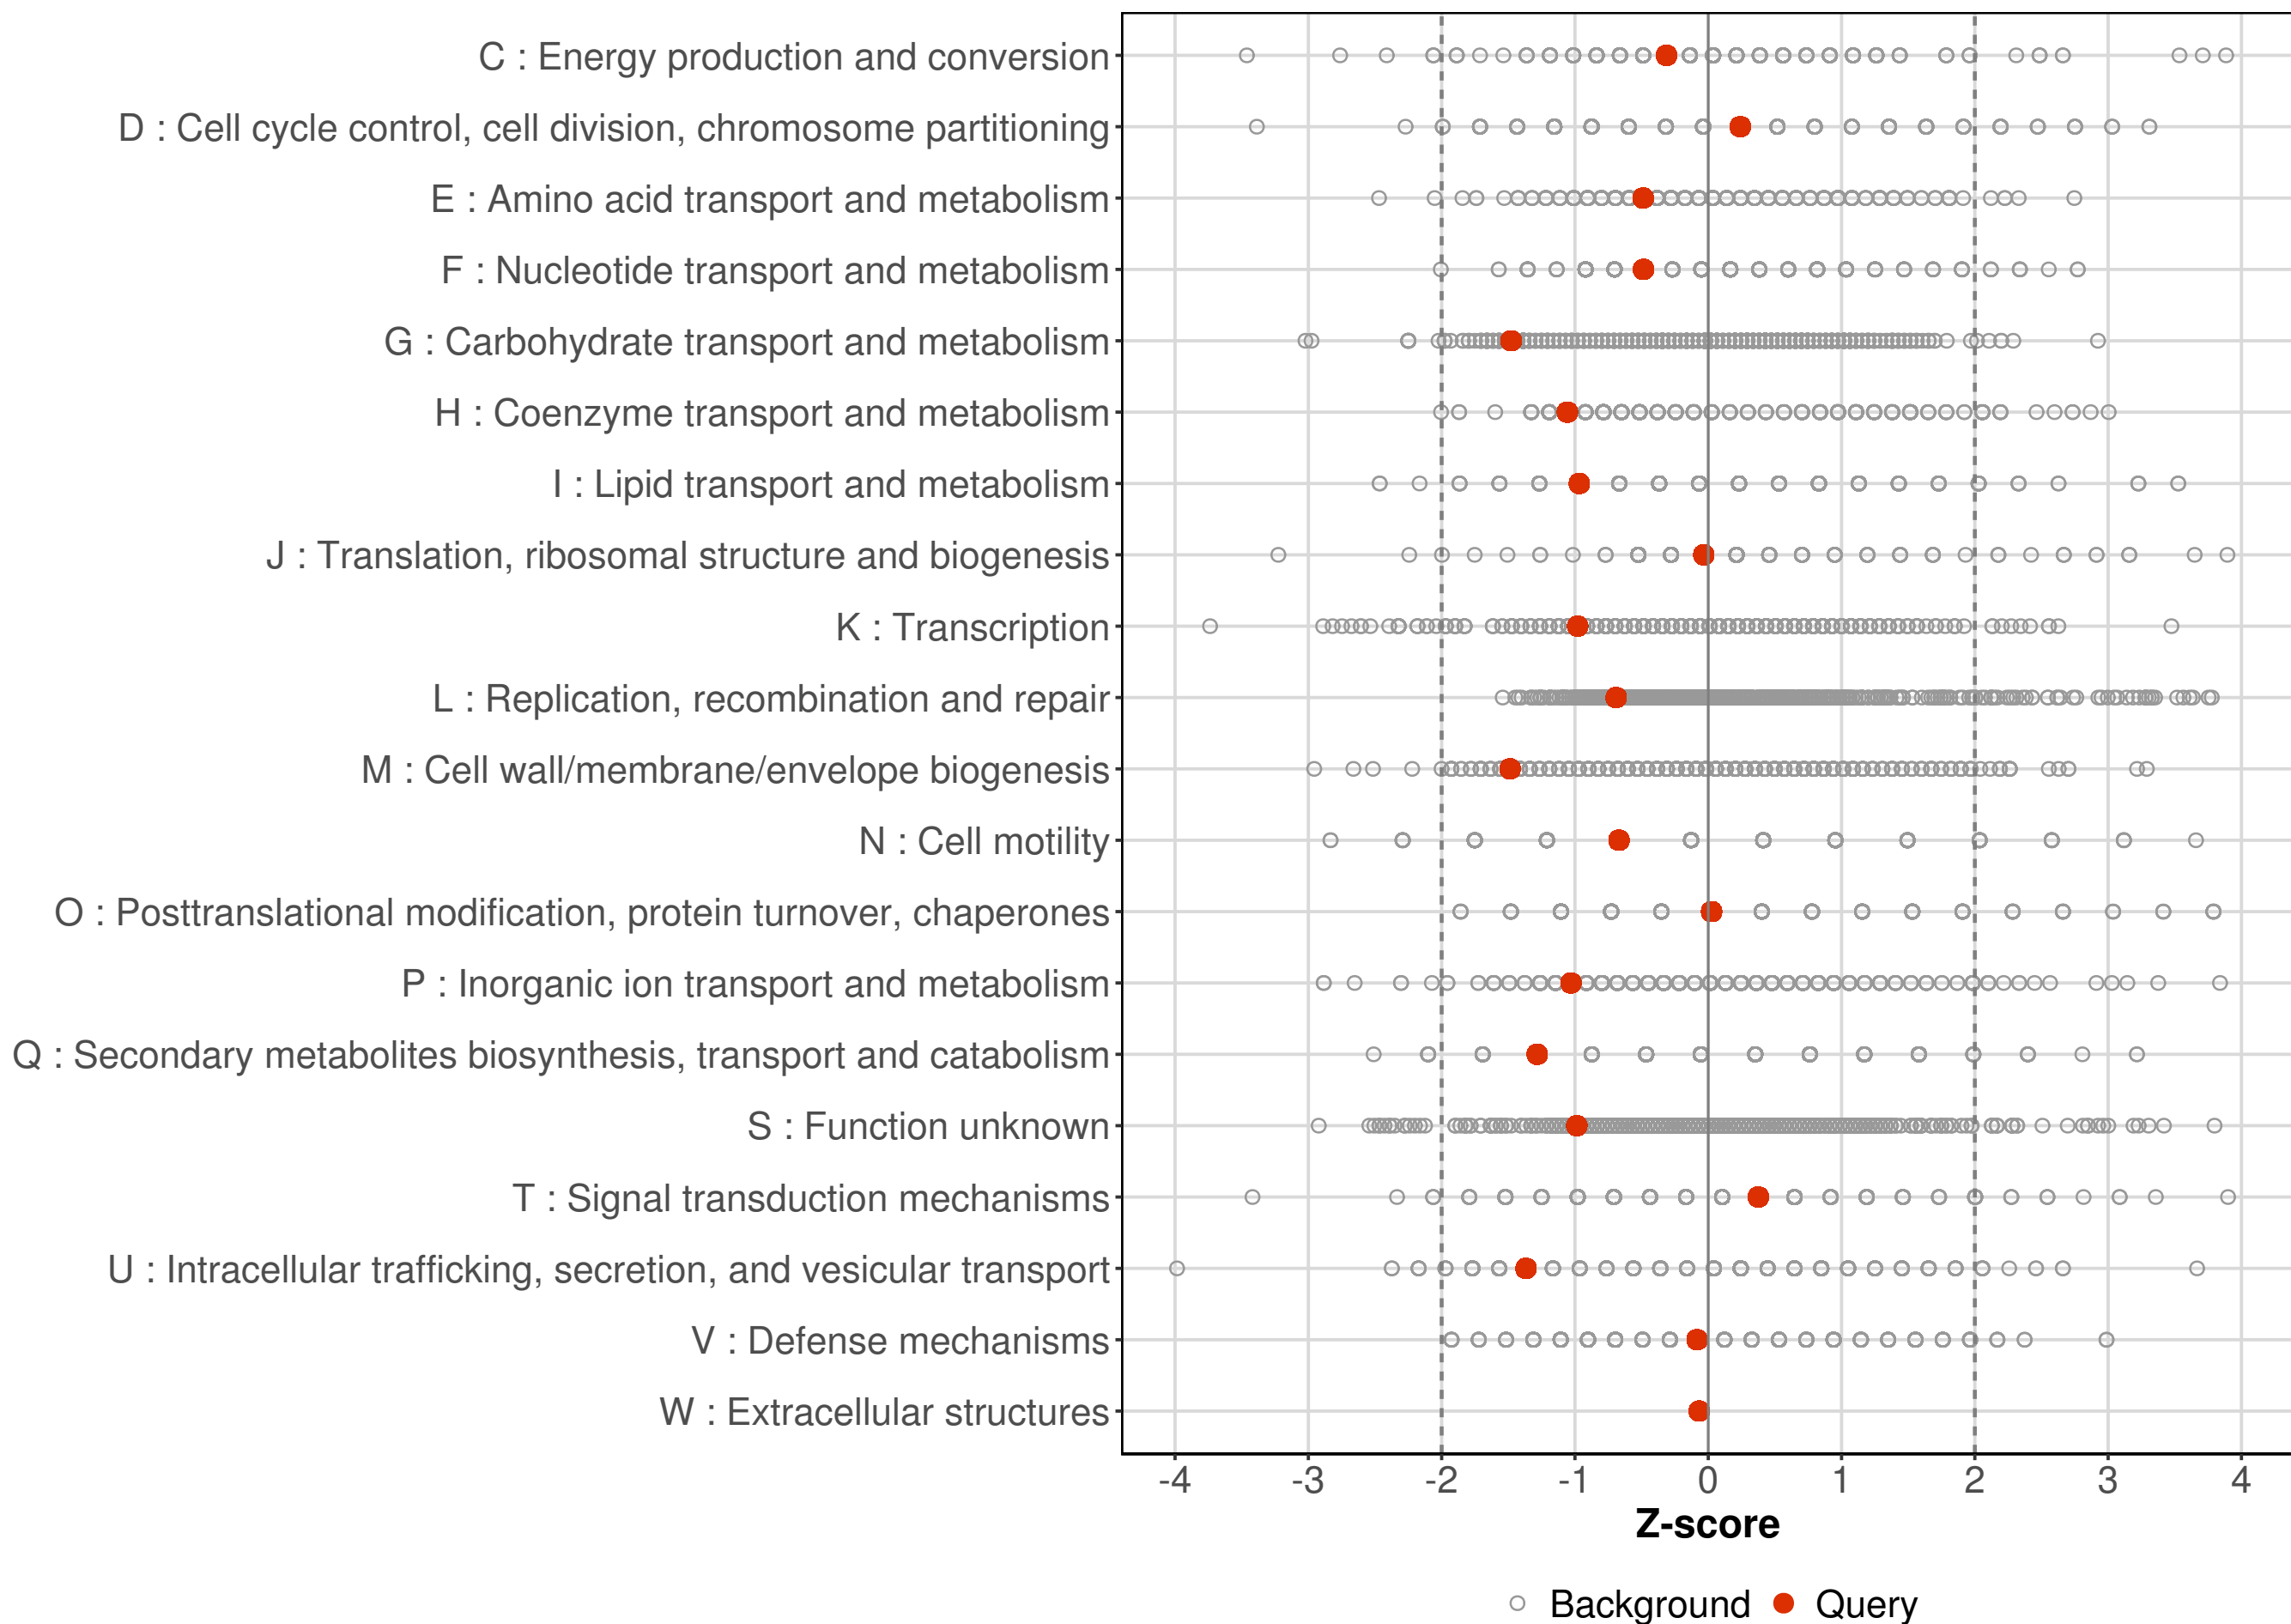 C : Energy production and conversion
D : Cell cycle control, cell division, chromosome partitioning
E : Amino acid transport and metabolism
F : Nucleotide transport and metabolism
G : Carbohydrate transport and metabolism
H : Coenzyme transport and metabolism
I : Lipid transport and metabolism
J : Translation, ribosomal structure and biogenesis
K : Transcription
L : Replication, recombination and repair
M : Cell wall/membrane/envelope biogenesis
N : Cell motility
O : Posttranslational modification, protein turnover, chaperones
P : Inorganic ion transport and metabolism
Q : Secondary metabolites biosynthesis, transport and catabolism
S : Function unknown
T : Signal transduction mechanisms
U : Intracellular trafficking, secretion, and vesicular transport
V : Defense mechanisms
W : Extracellular structures
-4 -3 -2 -1 0 1 2 3 4
Z-score
Background Query